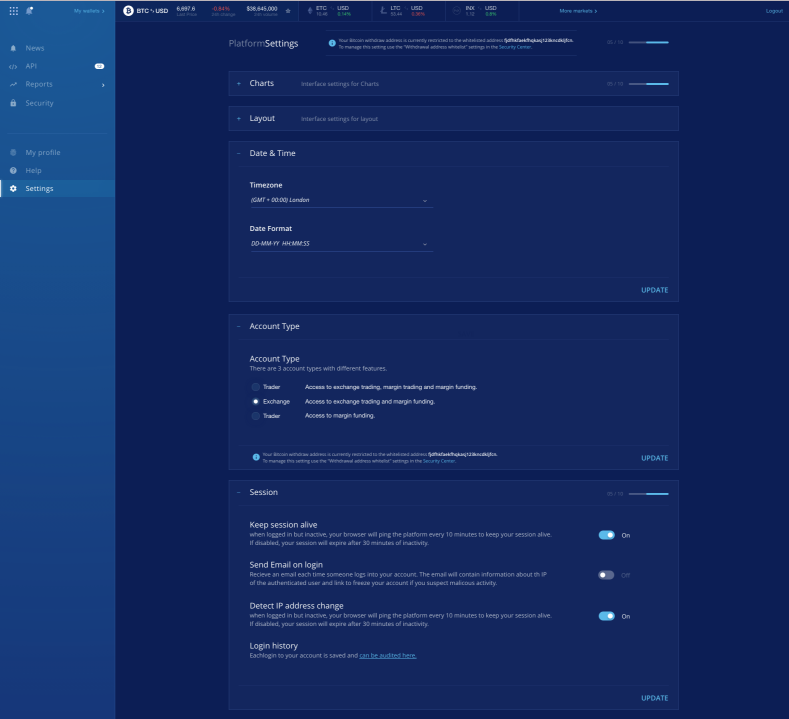 My wallets >
BTC ~ USD 6,697.6 -0.94% $38,645,000
Last Price 24h change 24h volume
ETC ~ USD
10.46 0.14%
LTC ~ USD
0.36%
INX ~ USD
1.12 0.8%
More markets >
Logout
News
API
Reports
Security
My profile
Help
Settings
PlatformSettings
Your Bitcoin withdraw address is currently restricted to the whitelisted address
To manage this setting use the "Withdrawal address whitelist" settings in the Security Center.
05 / 10
+ Charts Interface settings for Charts 05 / 10
+ Layout Interface settings for layout
- Date & Time
Timezone
(GMT + 00:00) London
Date Format
DD-MM-YY HH:MM:SS
UPDATE
- Account Type
Account Type
There are 3 account types with different features.
Trader Access to exchange trading, margin trading and margin funding.
Exchange Access to exchange trading and margin funding.
Trader Access to margin funding.
Your Bitcoin withdraw address is currently restricted to the whitelisted address
To manage this setting use the "Withdrawal address whitelist" settings in the Security Center.
UPDATE
- Session 05 / 10
Keep session alive
when logged in but inactive, your browser will ping the platform every 10 minutes to keep your session alive.
If disabled, your session will expire after 30 minutes of inactivity.
On
Send Email on login
Recieve an email each time someone logs into your account. The email will contain information about th IP
of the authenticated user and link to freeze your account if you suspect malicous activity.
Off
Detect IP address change
when logged in but inactive, your browser will ping the platform every 10 minutes to keep your session alive.
If disabled, your session will expire after 30 minutes of inactivity.
On
Login history
Eachlogin to your account is saved and can be audited here.
UPDATE